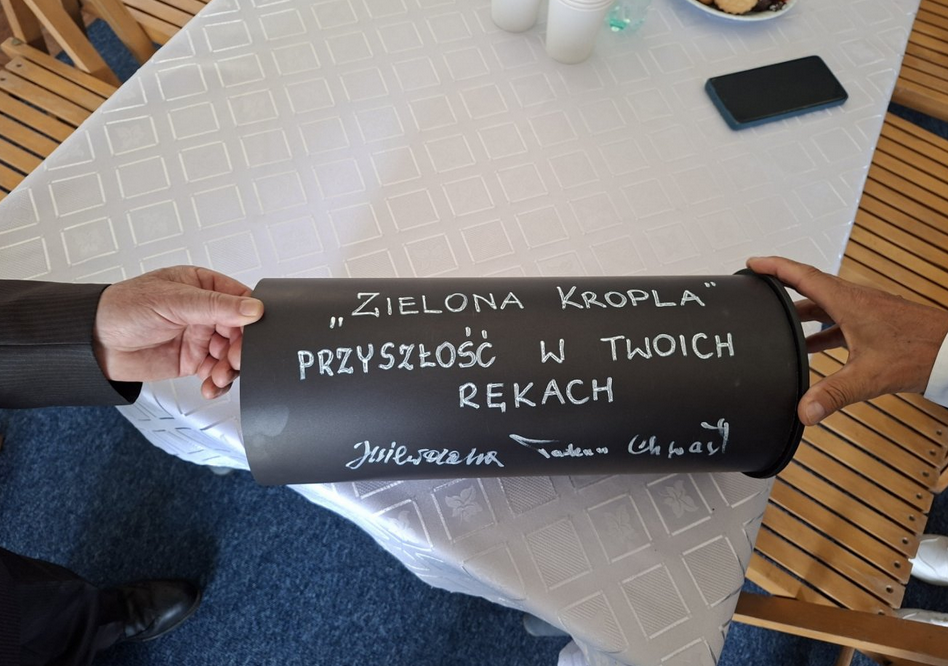 „ZIELONA KROPLA"
PRZYSZŁOŚĆ W TWOICH
RĘKACH